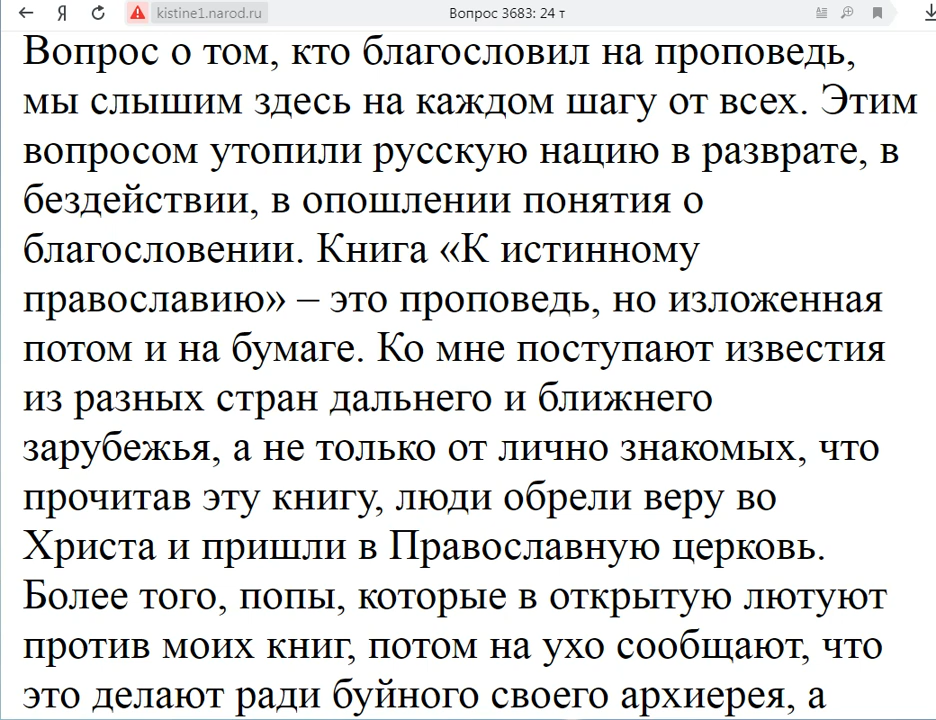 kistine1.narod.ru
Вопрос 3683: 24 т
Вопрос о том, кто благословил на проповедь,
мы слышим здесь на каждом шагу от всех. Этим
вопросом утопили русскую нацию в разврате, в
бездействии, в опошлении понятия о
благословении. Книга «К истинному
православию» – это проповедь, но изложенная
потом и на бумаге. Ко мне поступают известия
из разных стран дальнего и ближнего
зарубежья, а не только от лично знакомых, что
прочитав эту книгу, люди обрели веру во
Христа и пришли в Православную церковь.
Более того, попы, которые в открытую лютуют
против моих книг, потом на ухо сообщают, что
это делают ради буйного своего архиерея, а